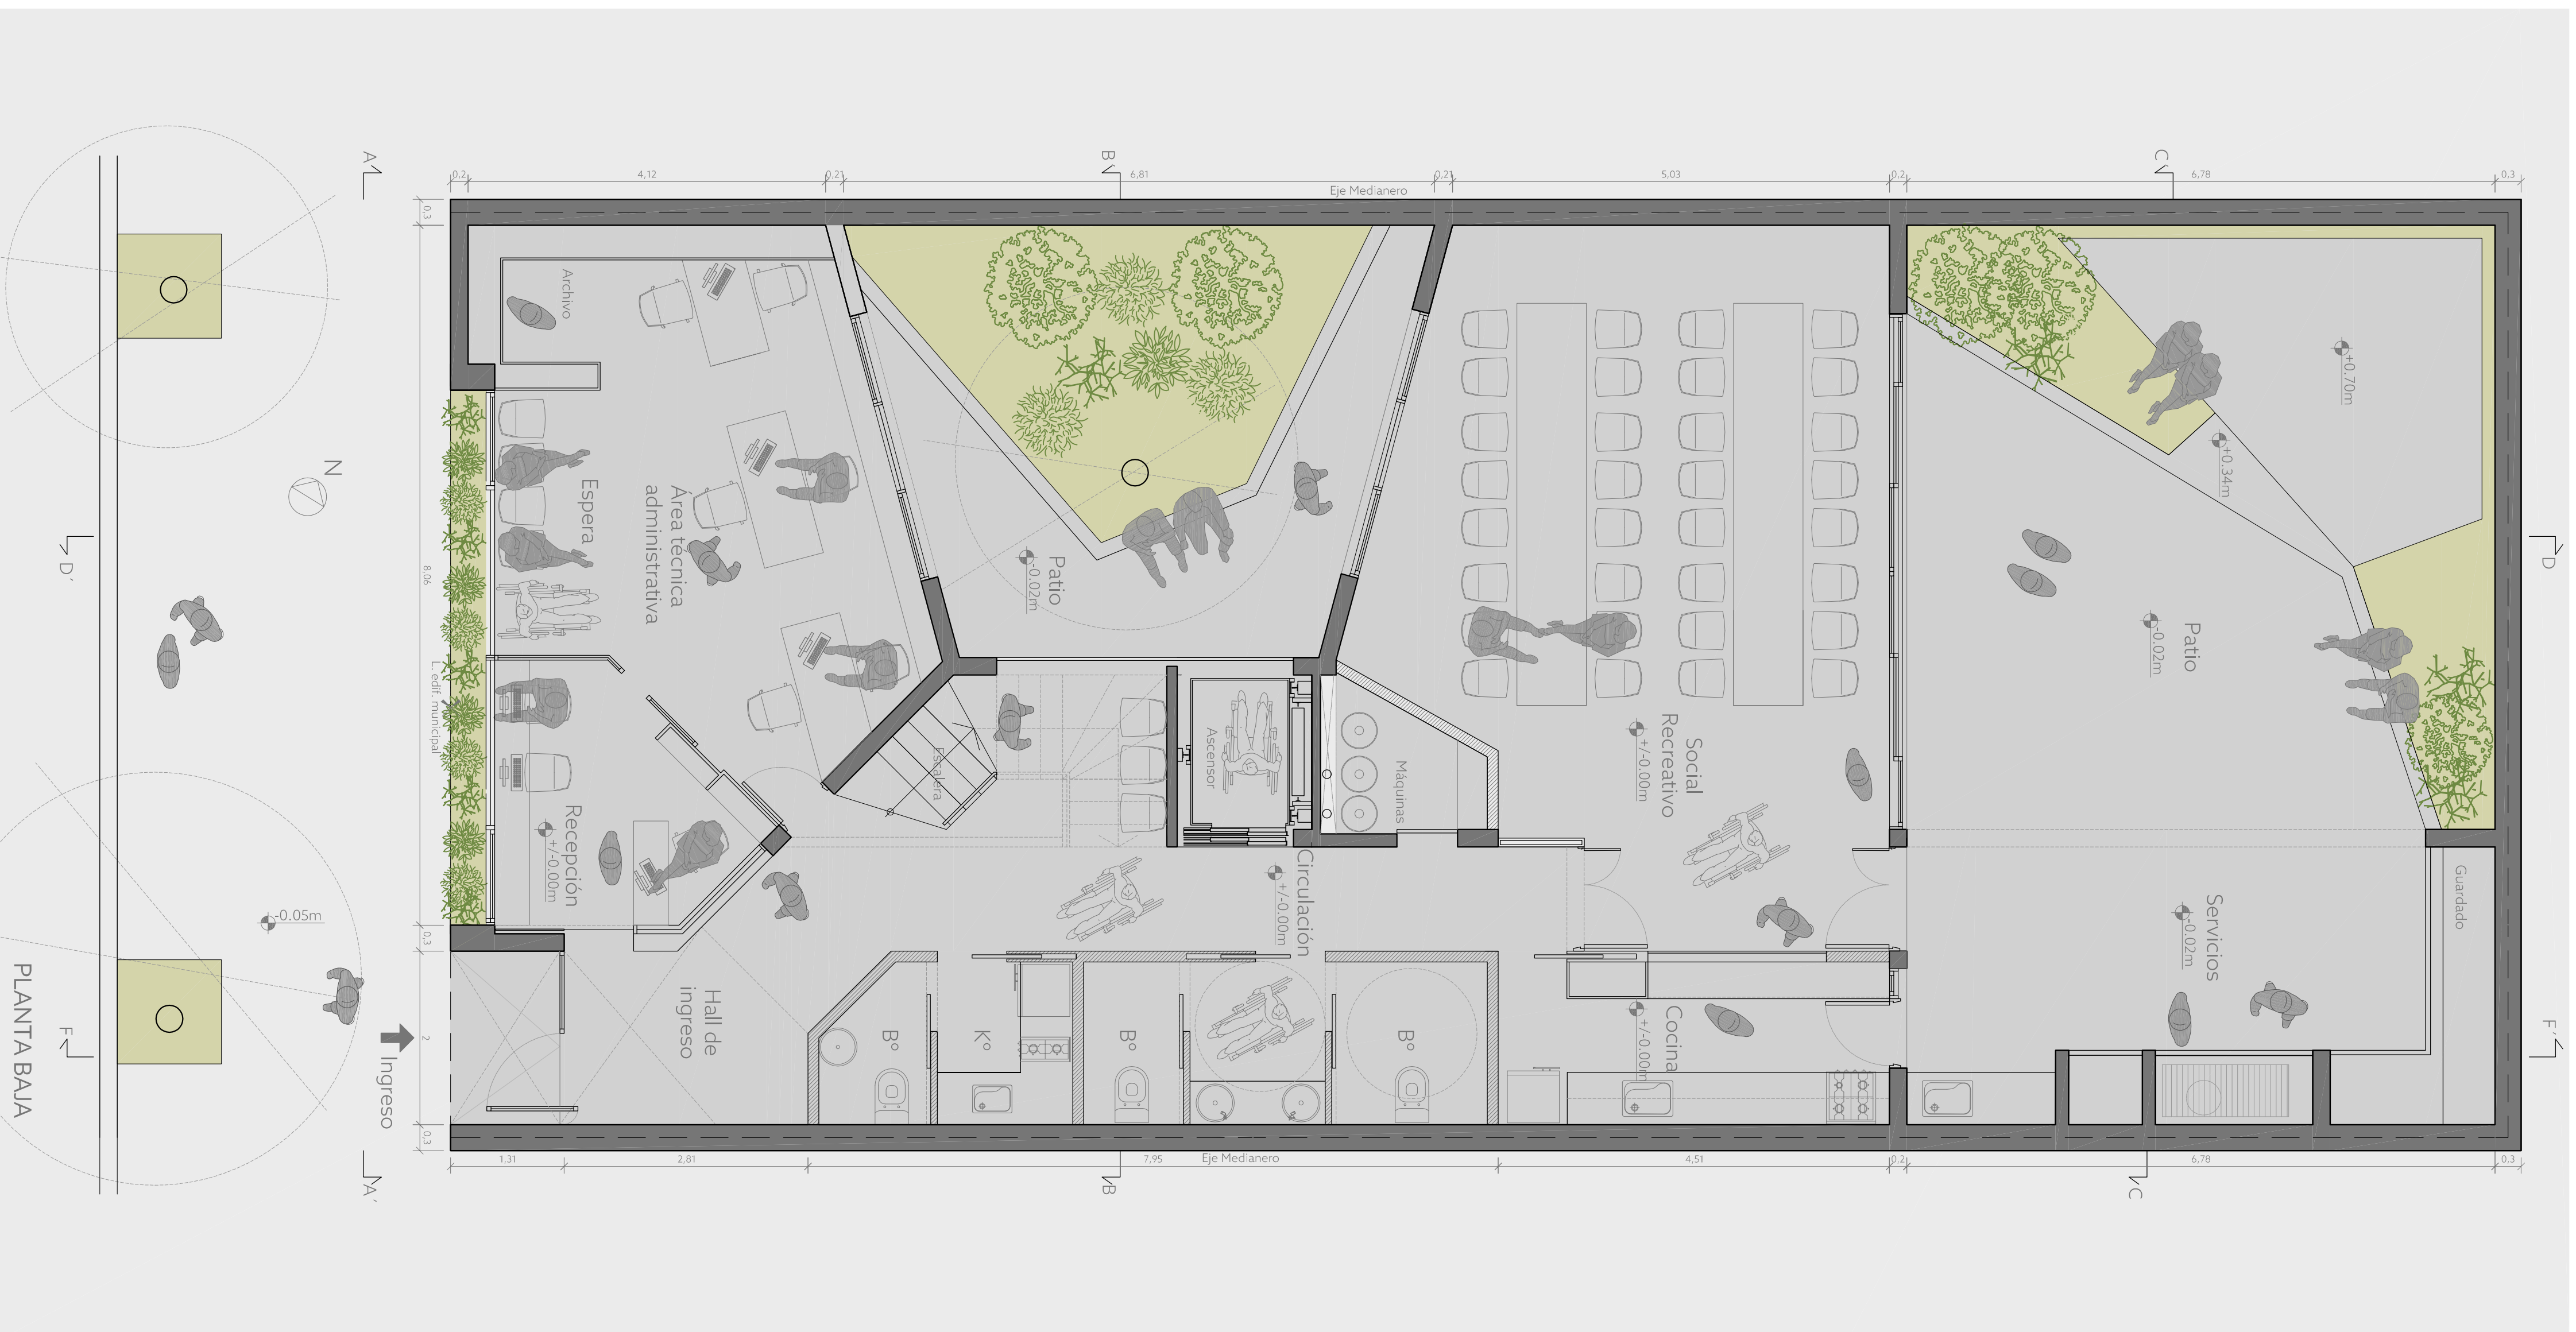 A'
B'
C
0,2
4,12
0,21
6,81
0,21
5,03
0,2
6,78
0,3
Eje Medianero
0,3
8,06
0,3
2
0,3
L. edif. municipal
N
D'
D
F
F'
Archivo
Espera
Área técnica
administrativa
Patio
-0.02m
Recepción
+/-0.00m
Escalera
Ascensor
Máquinas
Social
Recreativo
+/-0.00m
Circulación
+/-0.00m
Patio
-0.02m
+0.70m
+0.34m
Servicios
-0.02m
Guardado
Hall de
ingreso
Bº
Kº
Bº
Bº
Cocina
+/-0.00m
-0.05m
Ingreso
PLANTA BAJA
1,31
2,81
7,95
Eje Medianero
4,51
0,2
6,78
0,3
A'
B
C